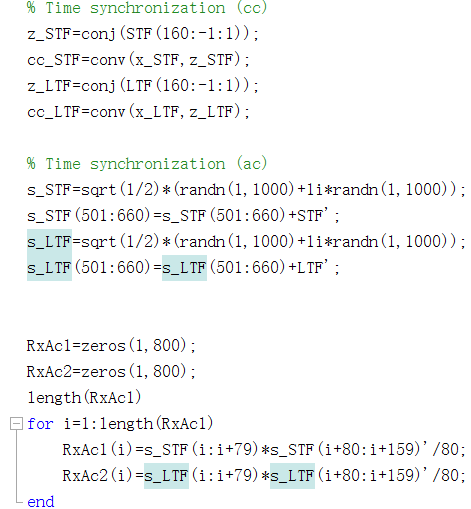 % Time synchronization (cc)
z_STF=conj(STF(160:-1:1));
cc_STF=conv(x_STF,z_STF);
z_LTF=conj(LTF(160:-1:1));
cc_LTF=conv(x_LTF,z_LTF);
% Time synchronization (ac)
s_STF=sqrt(1/2)*(randn(1,1000)+1i*randn(1,1000));
s_STF(501:660)=s_STF(501:660)+STF';
s_LTF=sqrt(1/2)*(randn(1,1000)+1i*randn(1,1000));
s_LTF(501:660)=s_LTF(501:660)+LTF';
RxAc1=zeros(1,800);
RxAc2=zeros(1,800);
length(RxAc1)
for i=1:length(RxAc1)
RxAc1(i)=s_STF(i:i+79)*s_STF(i+80:i+159)'/80;
RxAc2(i)=s_LTF(i:i+79)*s_LTF(i+80:i+159)'/80;
end